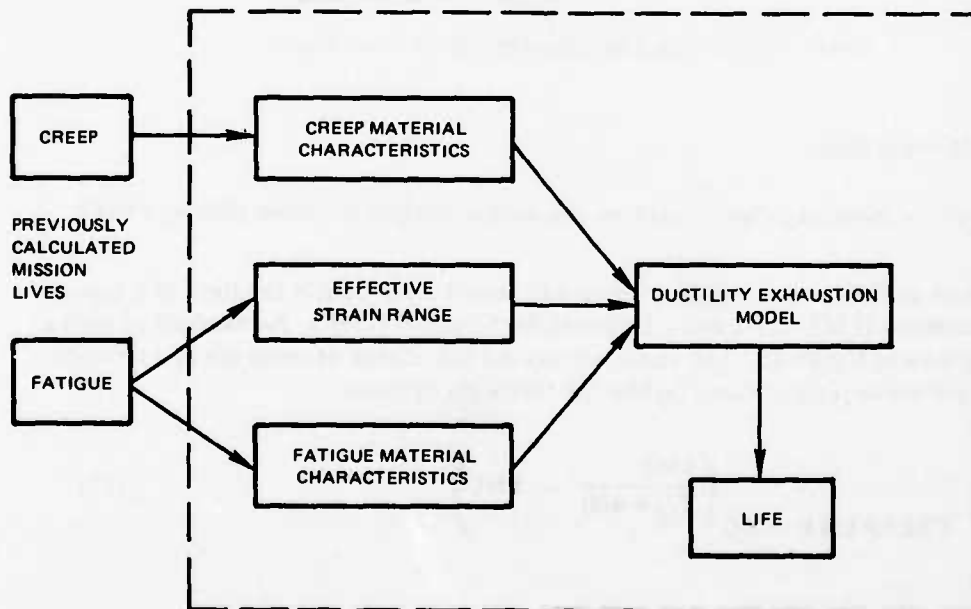 CREEP
CREEP MATERIAL
CHARACTERISTICS
PREVIOUSLY
CALCULATED
MISSION
LIVES
EFFECTIVE
STRAIN RANGE
DUCTILITY EXHAUSTION
MODEL
FATIGUE
FATIGUE MATERIAL
CHARACTERISTICS
LIFE